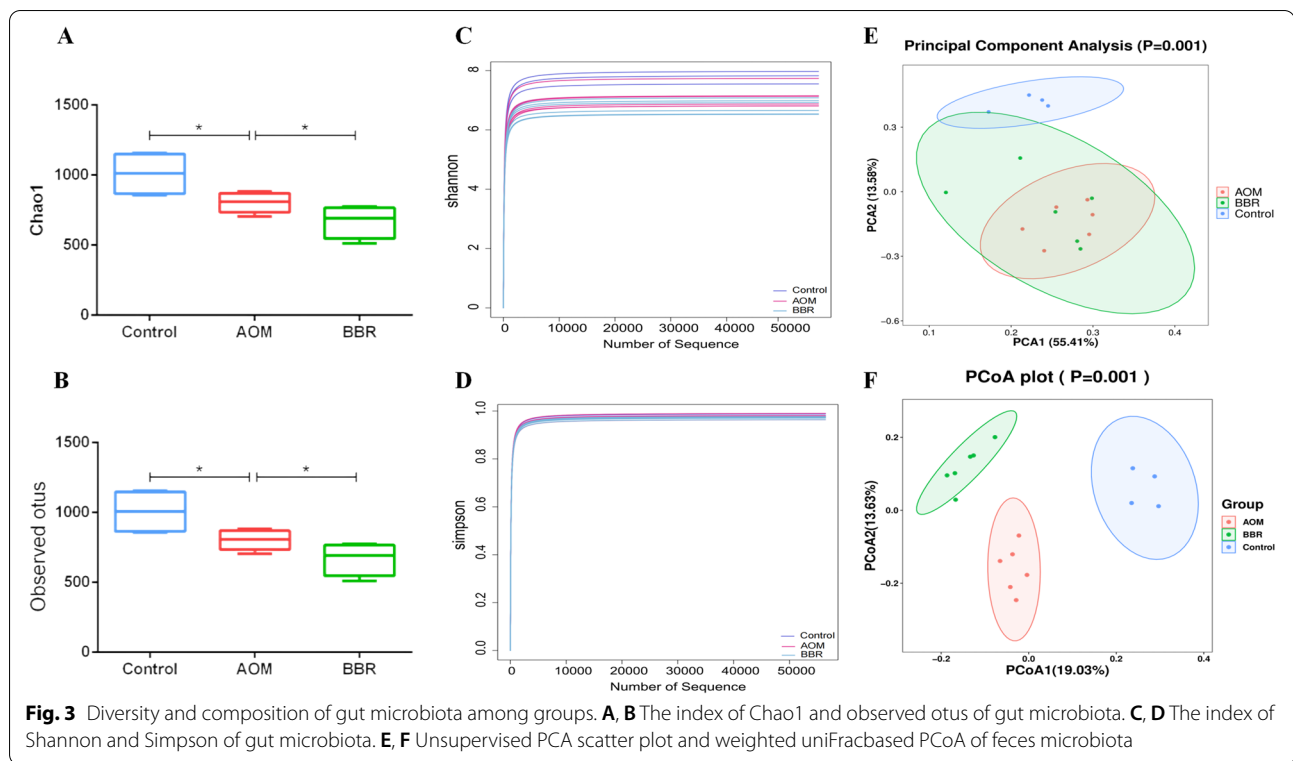 A
1500
1000
500
0
Chao1
*
*
Control
AOM
BBR
B
1500
1000
500
0
Observed otus
*
*
Control
AOM
BBR
C
8
6
4
2
0
shannon
Control
AOM
BBR
0
10000
20000
30000
40000
50000
Number of Sequence
D
1.0
0.8
0.6
0.4
0.2
0.0
simpson
Control
AOM
BBR
0
10000
20000
30000
40000
50000
Number of Sequence
E
Principal Component Analysis (P=0.001)
0.3
0.0
−0.3
−0.6
PCA2 (13.58%)
0.1
0.2
0.3
0.4
PCA1 (55.41%)
AOM
BBR
Control
F
PCoA plot ( P=0.001 )
0.2
0.0
−0.2
PCoA2(13.63%)
−0.2
0.0
0.2
0.4
PCoA1(19.03%)
Group
AOM
BBR
Control
Fig. 3 Diversity and composition of gut microbiota among groups. A, B The index of Chao1 and observed otus of gut microbiota. C, D The index of
Shannon and Simpson of gut microbiota. E, F Unsupervised PCA scatter plot and weighted uniFracbased PCoA of feces microbiota